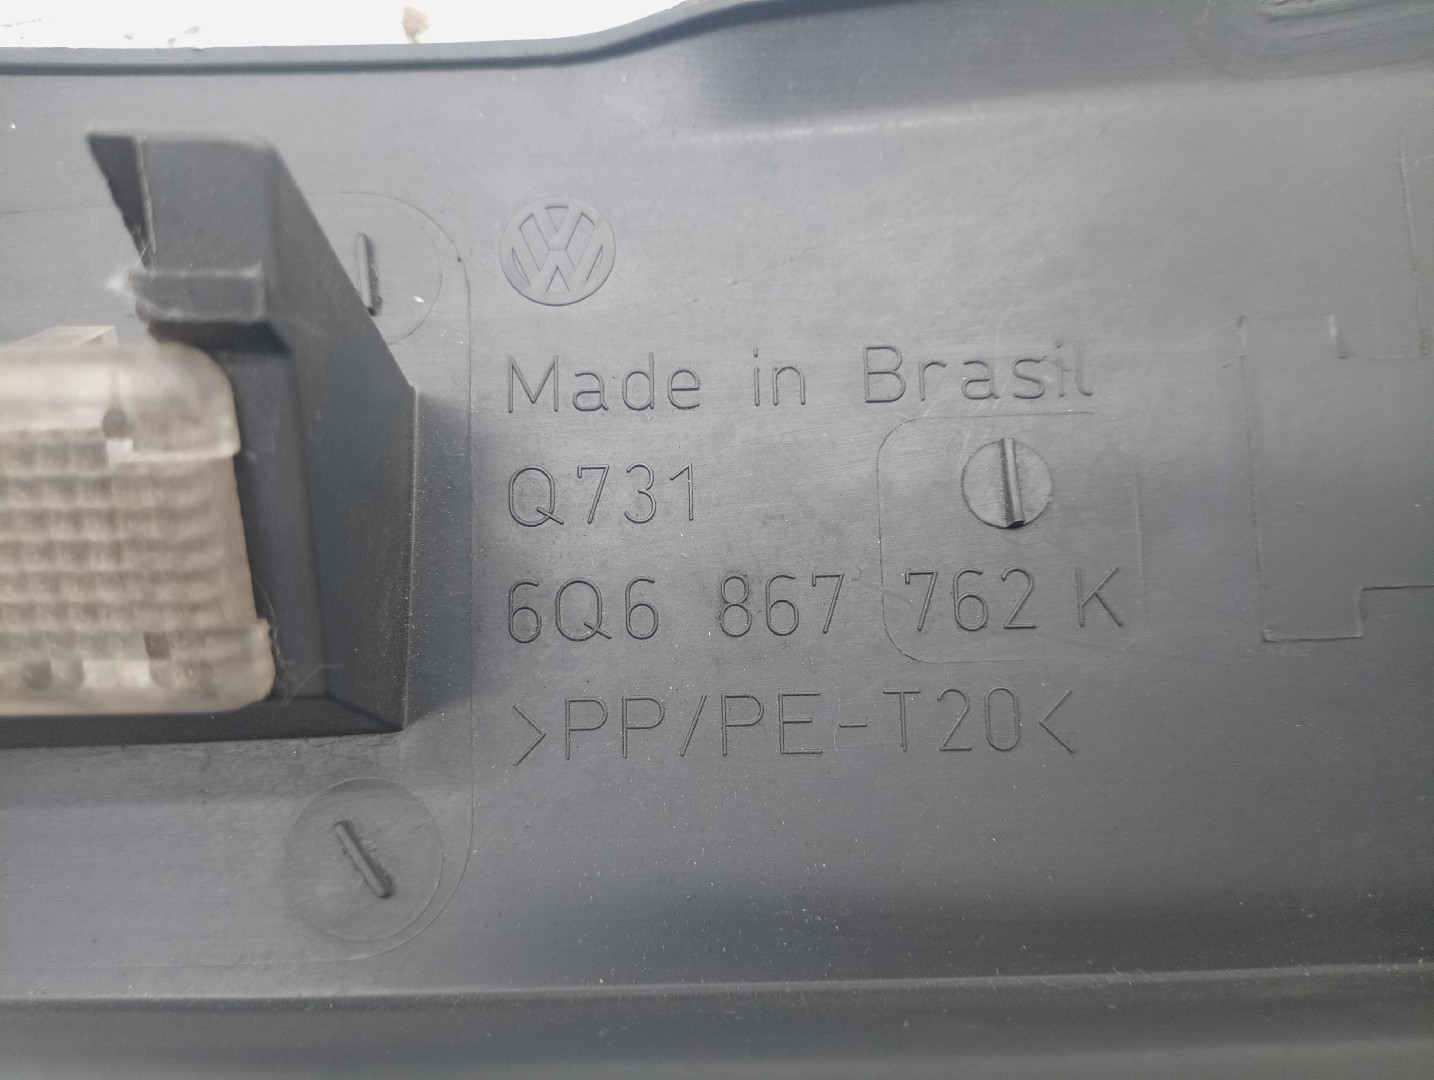 Made in Brasil
Q731
6Q6 867 762 K
>PP/PE-T20<